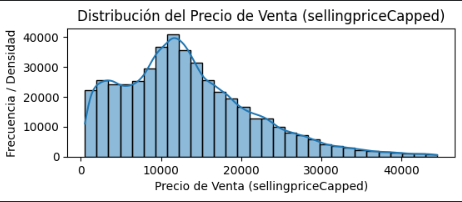 Distribución del Precio de Venta (sellingpriceCapped)
40000
30000
20000
10000
0
Frecuencia / Densidad
0 10000 20000 30000 40000
Precio de Venta (sellingpriceCapped)